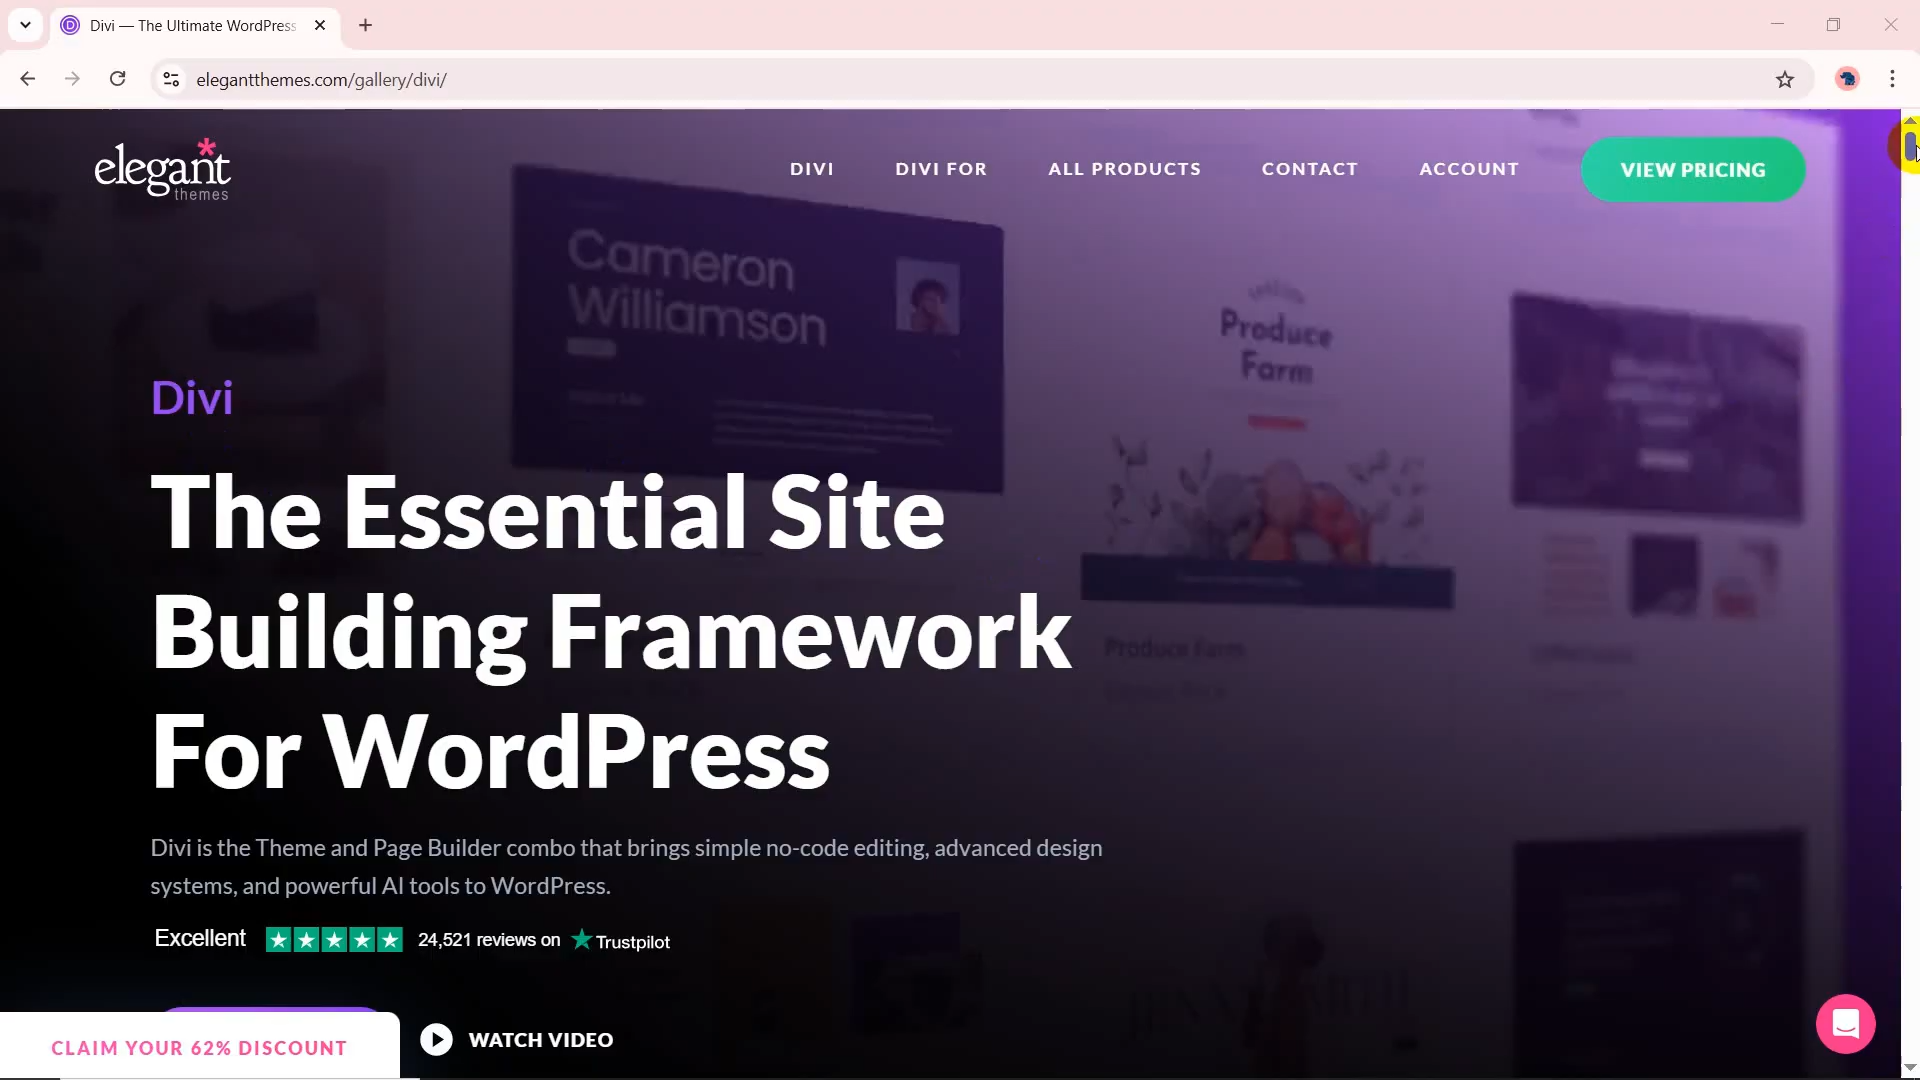 Divi — The Ultimate WordPress
elegantthemes.com/gallery/divi/
elegant
themes
DIVI
DIVI FOR
ALL PRODUCTS
CONTACT
ACCOUNT
VIEW PRICING
Cameron
Williamson
Produce
Farm
Divi
The Essential Site
Building Framework
For WordPress
Produce Farm
Divi is the Theme and Page Builder combo that brings simple no-code editing, advanced design
systems, and powerful AI tools to WordPress.
Excellent
24,521 reviews on
Trustpilot
CLAIM YOUR 62% DISCOUNT
WATCH VIDEO